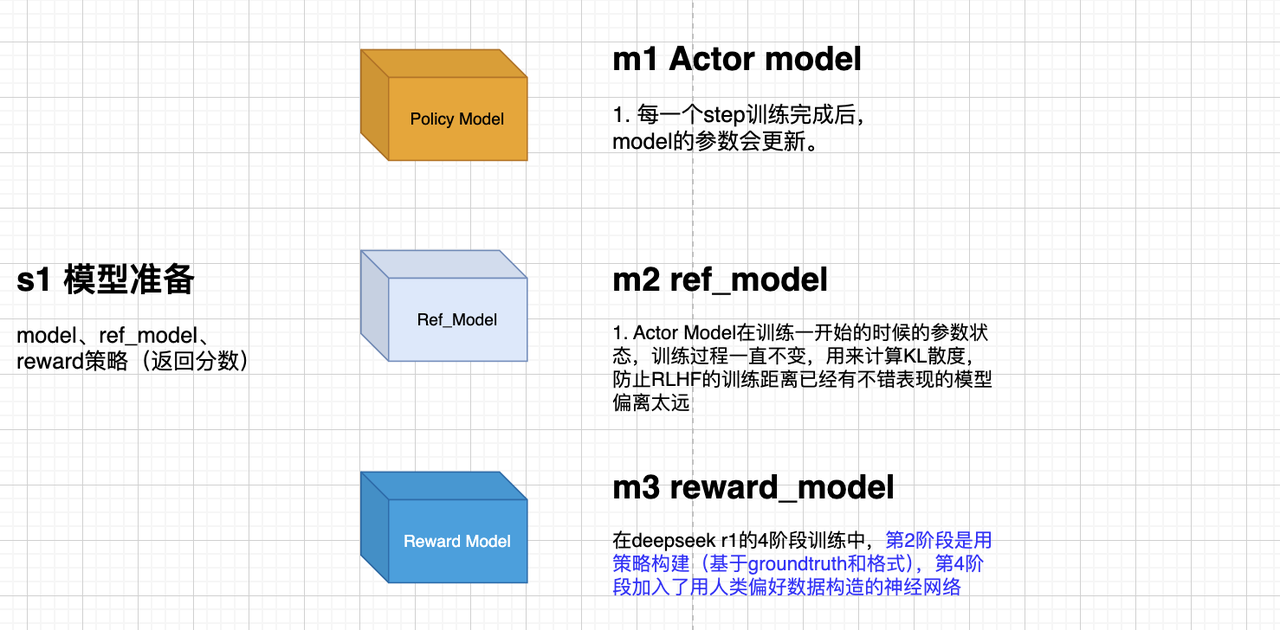 Policy Model
m1 Actor model
1. 每一个step训练完成后，
model的参数会更新。
s1 模型准备
model、ref_model、
reward策略（返回分数）
Ref_Model
m2 ref_model
1. Actor Model在训练一开始的时候的参数状
态，训练过程一直不变，用来计算KL散度，
防止RLHF的训练距离已经有不错表现的模型
偏离太远
Reward Model
m3 reward_model
在deepseek r1的4阶段训练中，第2阶段是用
策略构建（基于groundtruth和格式），第4阶
段加入了用人类偏好数据构造的神经网络